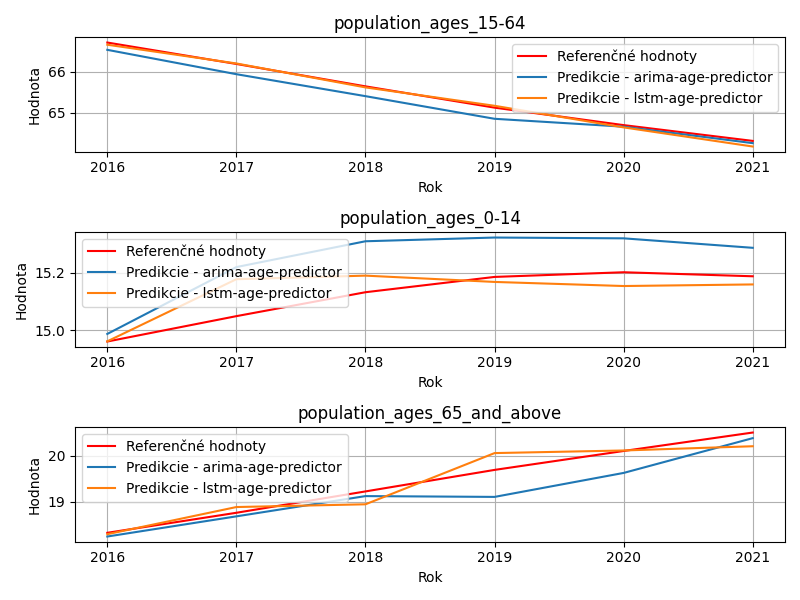 population_ages_15-64
Hodnota
66
65
Referenčné hodnoty
Predikcie - arima-age-predictor
Predikcie - lstm-age-predictor
2016 2017 2018 2019 2020 2021
Rok
population_ages_0-14
Hodnota
15.2
15.0
Referenčné hodnoty
Predikcie - arima-age-predictor
Predikcie - lstm-age-predictor
2016 2017 2018 2019 2020 2021
Rok
population_ages_65_and_above
Hodnota
20
19
Referenčné hodnoty
Predikcie - arima-age-predictor
Predikcie - lstm-age-predictor
2016 2017 2018 2019 2020 2021
Rok